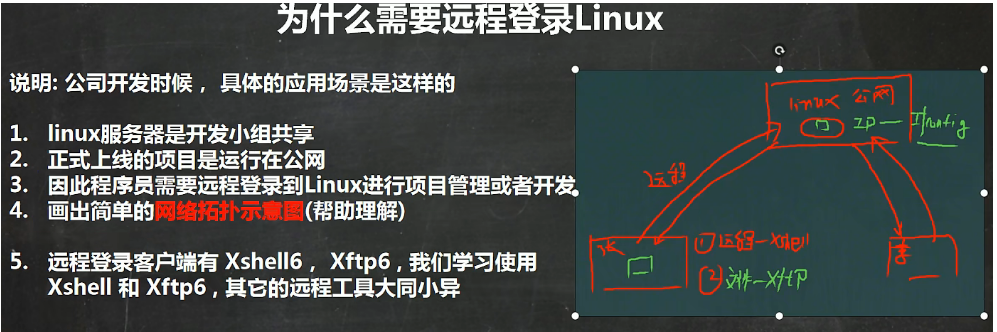 为什么需要远程登录Linux
说明: 公司开发时候， 具体的应用场景是这样的
1. linux服务器是开发小组共享
2. 正式上线的项目是运行在公网
3. 因此程序员需要远程登录到Linux进行项目管理或者开发
4. 画出简单的网络拓扑示意图(帮助理解)
5. 远程登录客户端有 Xshell6， Xftp6，我们学习使用
Xshell 和 Xftp6，其它的远程工具大同小异
linux 公网
IP — Ifconfig
远程
张
①远程—Xshell
②文件—XftP
李